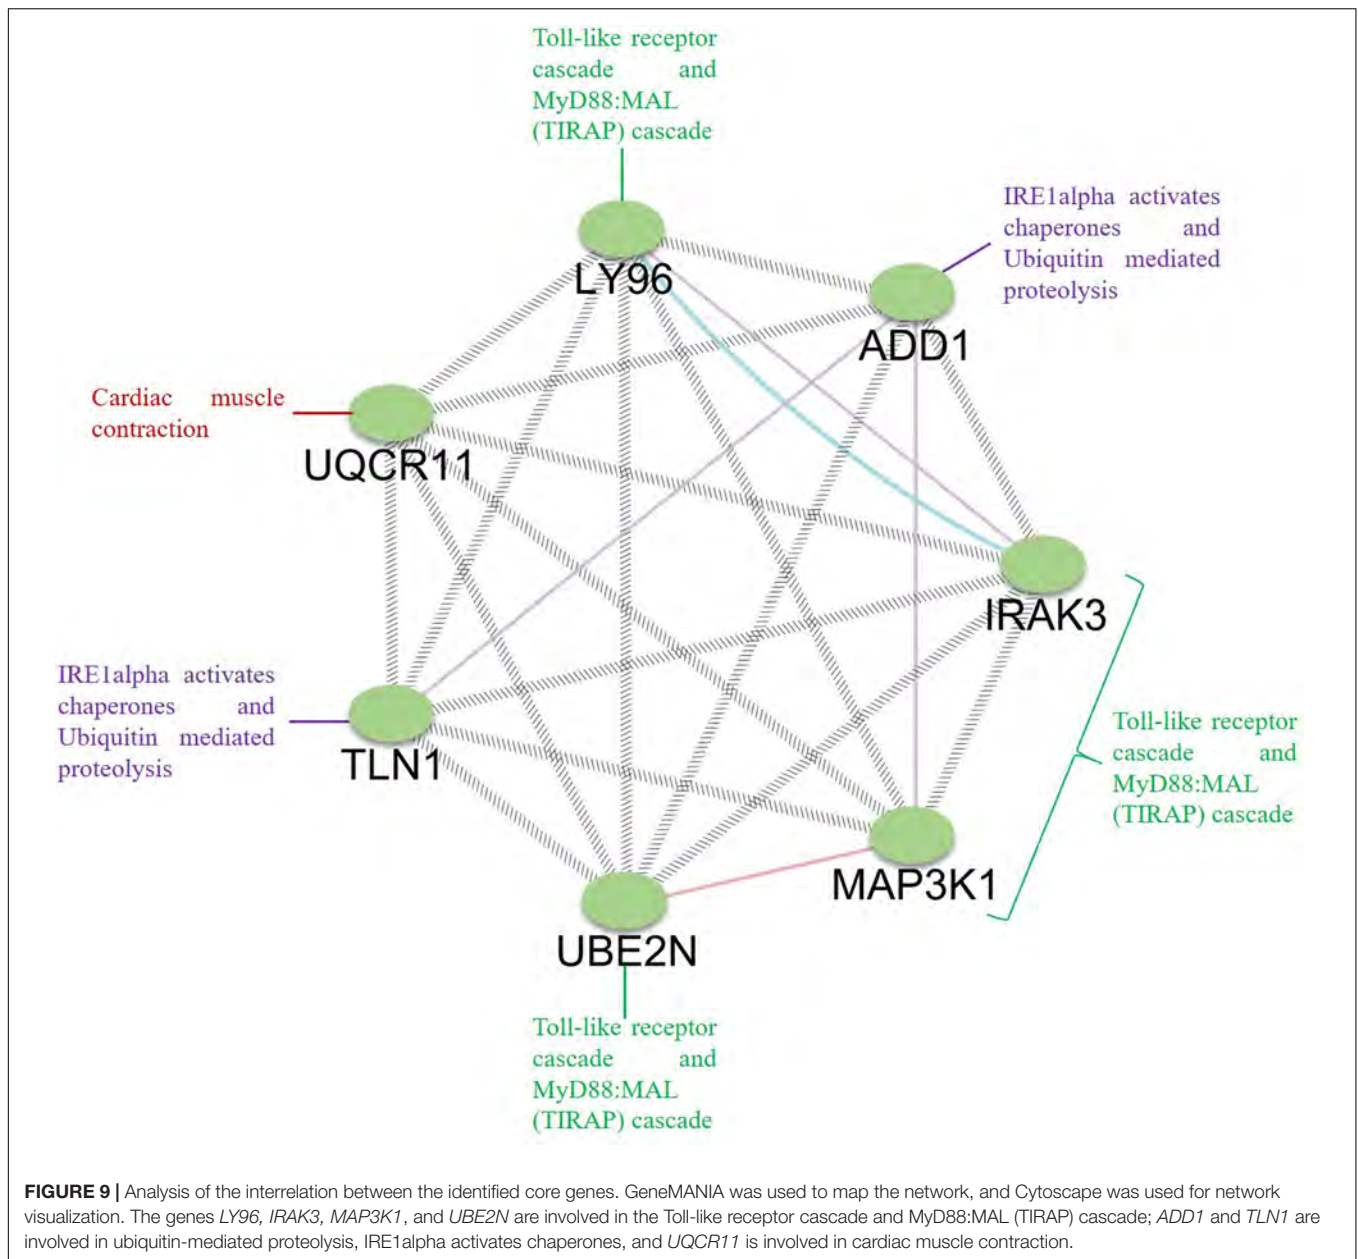 Toll-like receptor
cascade and
MyD88:MAL
(TIRAP) cascade
IRE1alpha activates
chaperones and
Ubiquitin mediated
proteolysis
LY96
ADD1
Cardiac muscle
contraction
UQCR11
IRAK3
IRE1alpha activates
chaperones and
Ubiquitin mediated
proteolysis
TLN1
Toll-like receptor
cascade and
MyD88:MAL
(TIRAP) cascade
MAP3K1
UBE2N
Toll-like receptor
cascade and
MyD88:MAL
(TIRAP) cascade
FIGURE 9 | Analysis of the interrelation between the identified core genes. GeneMANIA was used to map the network, and Cytoscape was used for network
visualization. The genes LY96, IRAK3, MAP3K1, and UBE2N are involved in the Toll-like receptor cascade and MyD88:MAL (TIRAP) cascade; ADD1 and TLN1 are
involved in ubiquitin-mediated proteolysis, IRE1alpha activates chaperones, and UQCR11 is involved in cardiac muscle contraction.